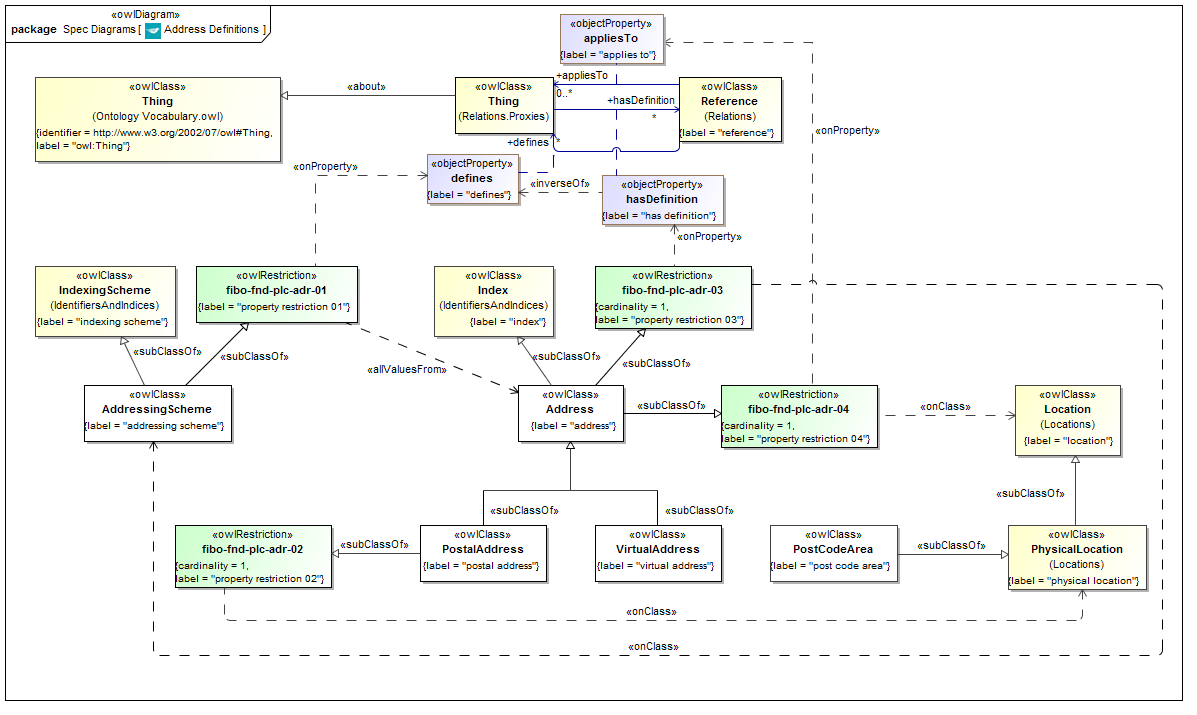 «owlDiagram»
package Spec Diagrams [ Address Definitions ]
«objectProperty»
appliesTo
{label = "applies to"}
«owlClass»
Thing
(Ontology Vocabulary.owl)
{identifier = http://www.w3.org/2002/07/owl#Thing,
label = "owl:Thing"}
«about»
«owlClass»
Thing
(Relations.Proxies)
+appliesTo
0..*
+hasDefinition
*
+defines *
«owlClass»
Reference
(Relations)
{label = "reference"}
«onProperty»
«onProperty»
«objectProperty»
defines
{label = "defines"}
«inverseOf»
«objectProperty»
hasDefinition
{label = "has definition"}
«onProperty»
«owlClass»
IndexingScheme
(IdentifiersAndIndices)
{label = "indexing scheme"}
«owlRestriction»
fibo-fnd-plc-adr-01
{label = "property restriction 01"}
«owlClass»
Index
(IdentifiersAndIndices)
{label = "index"}
«owlRestriction»
fibo-fnd-plc-adr-03
{cardinality = 1,
label = "property restriction 03"}
«subClassOf»
«subClassOf»
«allValuesFrom»
«subClassOf»
«subClassOf»
«owlClass»
AddressingScheme
{label = "addressing scheme"}
«owlClass»
Address
{label = "address"}
«subClassOf»
«owlRestriction»
fibo-fnd-plc-adr-04
{cardinality = 1,
label = "property restriction 04"}
«onClass»
«owlClass»
Location
(Locations)
{label = "location"}
«subClassOf»
«subClassOf»
«subClassOf»
«owlRestriction»
fibo-fnd-plc-adr-02
{cardinality = 1,
label = "property restriction 02"}
«subClassOf»
«owlClass»
PostalAddress
{label = "postal address"}
«owlClass»
VirtualAddress
{label = "virtual address"}
«owlClass»
PostCodeArea
{label = "post code area"}
«subClassOf»
«owlClass»
PhysicalLocation
(Locations)
{label = "physical location"}
«onClass»
«onClass»